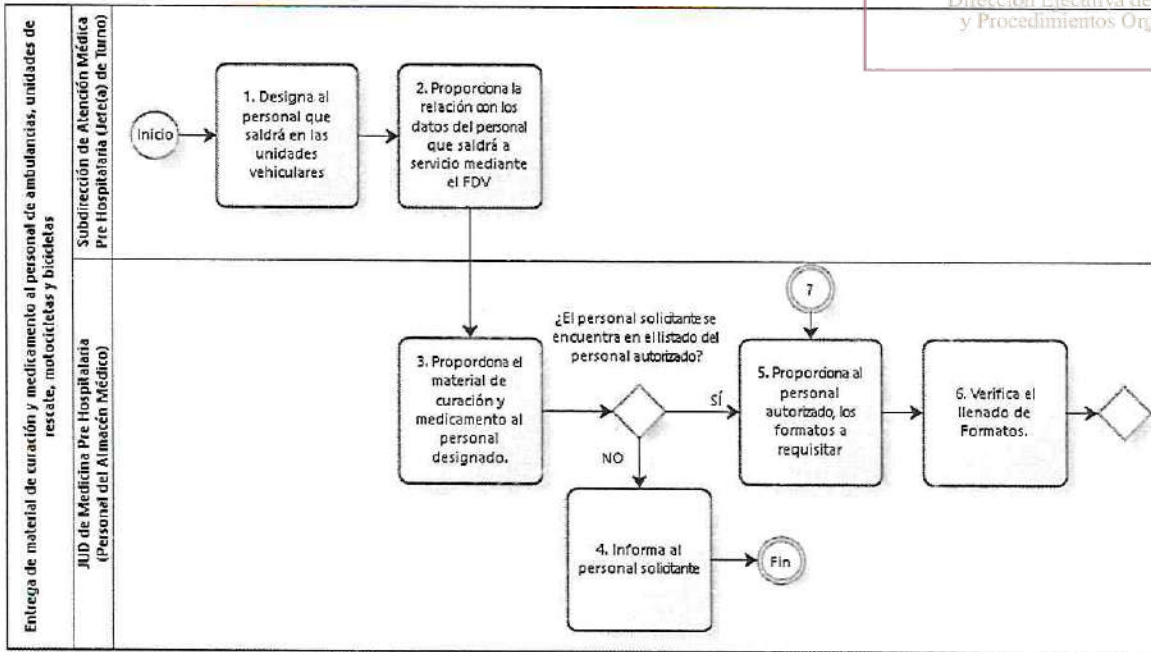 Dirección Ejecutiva de
y Procedimientos Org
Entrega de material de curación y medicamento al personal de ambulancias, unidades de
rescate, motocicletas y bicicletas
Subdirección de Atención Médica
Pre Hospitalaria (Jefe(a) de Turno)
Inicio
1. Designa al
personal que
saldrá en las
unidades
vehiculares
2. Proporciona la
relación con los
datos del personal
que saldrá a
servicio mediante
el FDV
JUD de Medicina Pre Hospitalaria
(Personal del Almacén Médico)
3. Proporciona el
material de
curación y
medicamento al
personal
designado.
¿El personal solicitante se
encuentra en el listado del
personal autorizado?
SÍ
NO
4. Informa al
personal solicitante
Fin
7
5. Proporciona al
personal
autorizado, los
formatos a
requisitar
6. Verifica el
llenado de
Formatos.